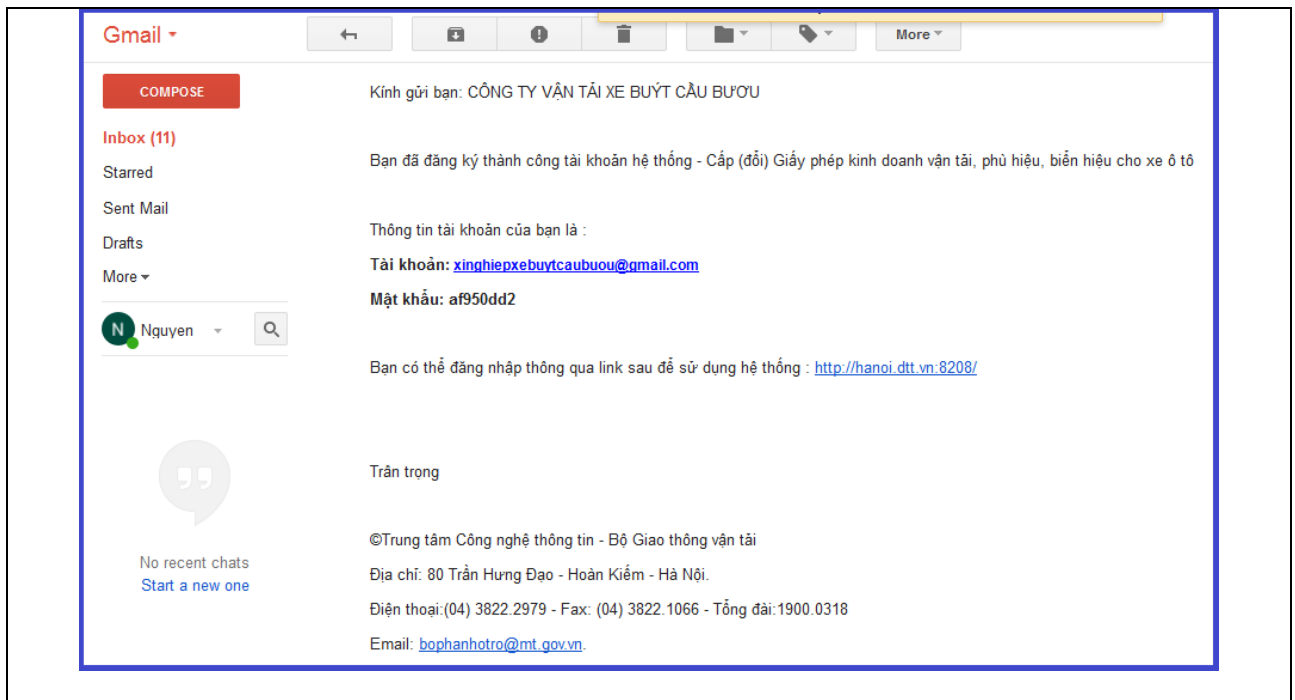 Gmail
More
COMPOSE
Inbox (11)
Starred
Sent Mail
Drafts
More
N Nguyen
No recent chats
Start a new one
Kính gửi bạn: CÔNG TY VẬN TẢI XE BUÝT CẦU BƯƠU
Bạn đã đăng ký thành công tài khoản hệ thống - Cấp (đổi) Giấy phép kinh doanh vận tải, phù hiệu, biển hiệu cho xe ô tô
Thông tin tài khoản của bạn là :
Tài khoản: xinghiepxebuytcaubuou@gmail.com
Mật khẩu: af950dd2
Bạn có thể đăng nhập thông qua link sau để sử dụng hệ thống : http://hanoi.dtt.vn:8208/
Trân trọng
©Trung tâm Công nghệ thông tin - Bộ Giao thông vận tải
Địa chỉ: 80 Trần Hưng Đạo - Hoàn Kiếm - Hà Nội.
Điện thoại:(04) 3822.2979 - Fax: (04) 3822.1066 - Tổng đài:1900.0318
Email: bophanhotro@mt.gov.vn.